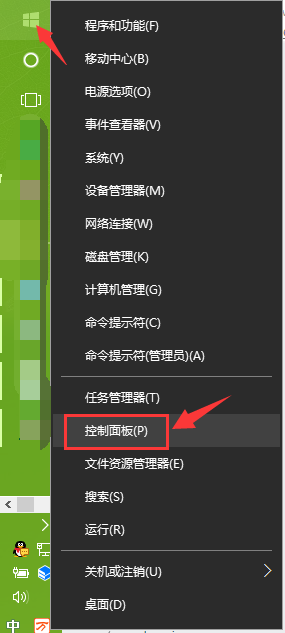 程序和功能(F)
移动中心(B)
电源选项(O)
事件查看器(V)
系统(Y)
设备管理器(M)
网络连接(W)
磁盘管理(K)
计算机管理(G)
命令提示符(C)
命令提示符(管理员)(A)
任务管理器(T)
控制面板(P)
文件资源管理器(E)
搜索(S)
运行(R)
关机或注销(U)
桌面(D)
中